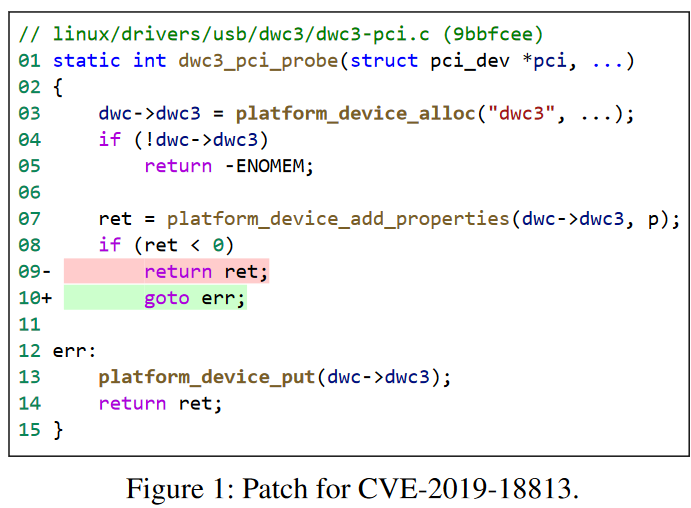 // linux/drivers/usb/dwc3/dwc3-pci.c (9bbfcee)
01 static int dwc3_pci_probe(struct pci_dev *pci, ...)
02 {
03     dwc->dwc3 = platform_device_alloc("dwc3", ...);
04     if (!dwc->dwc3)
05         return -ENOMEM;
06
07     ret = platform_device_add_properties(dwc->dwc3, p);
08     if (ret < 0)
09-        return ret;
10+        goto err;
11
12 err:
13     platform_device_put(dwc->dwc3);
14     return ret;
15 }
Figure 1: Patch for CVE-2019-18813.